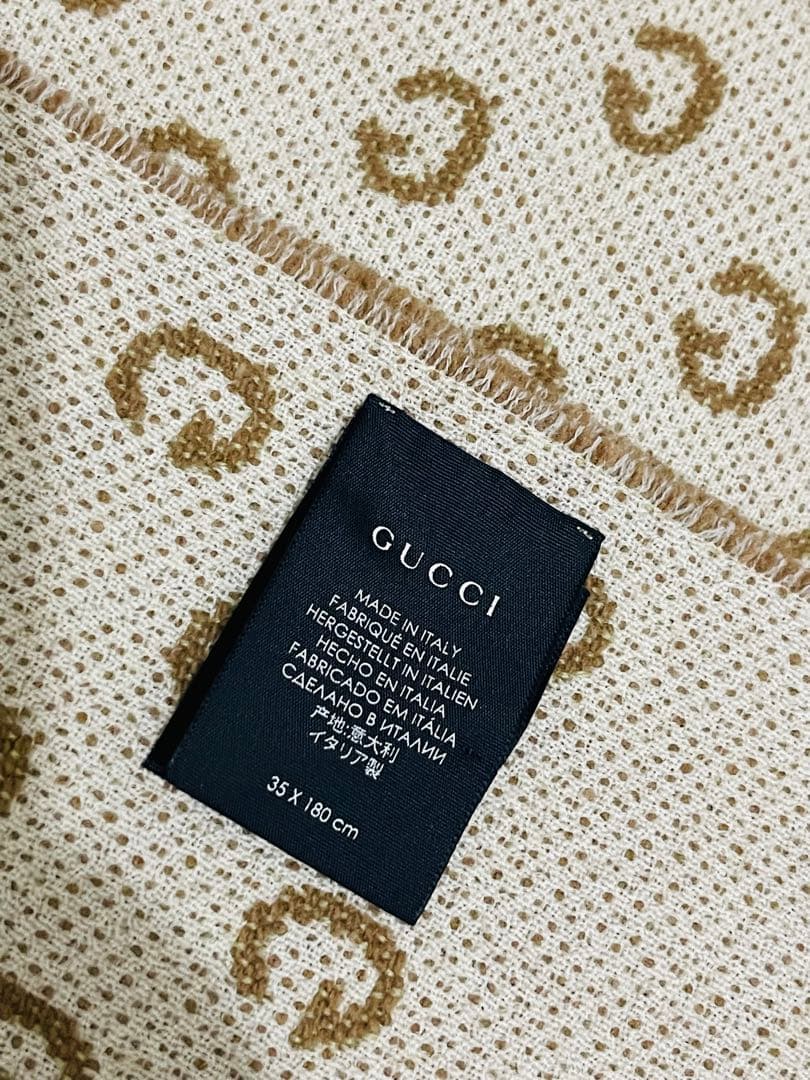 GUCCI
MADE IN ITALY
FABRIQUÉ EN ITALIE
HERGESTELLT IN ITALIEN
HECHO EN ITALIA
FABRICADO EM ITÁLIA
СДЕЛАНО В ИТАЛИИ
产地:意大利
イタリア製
35 X 180 cm